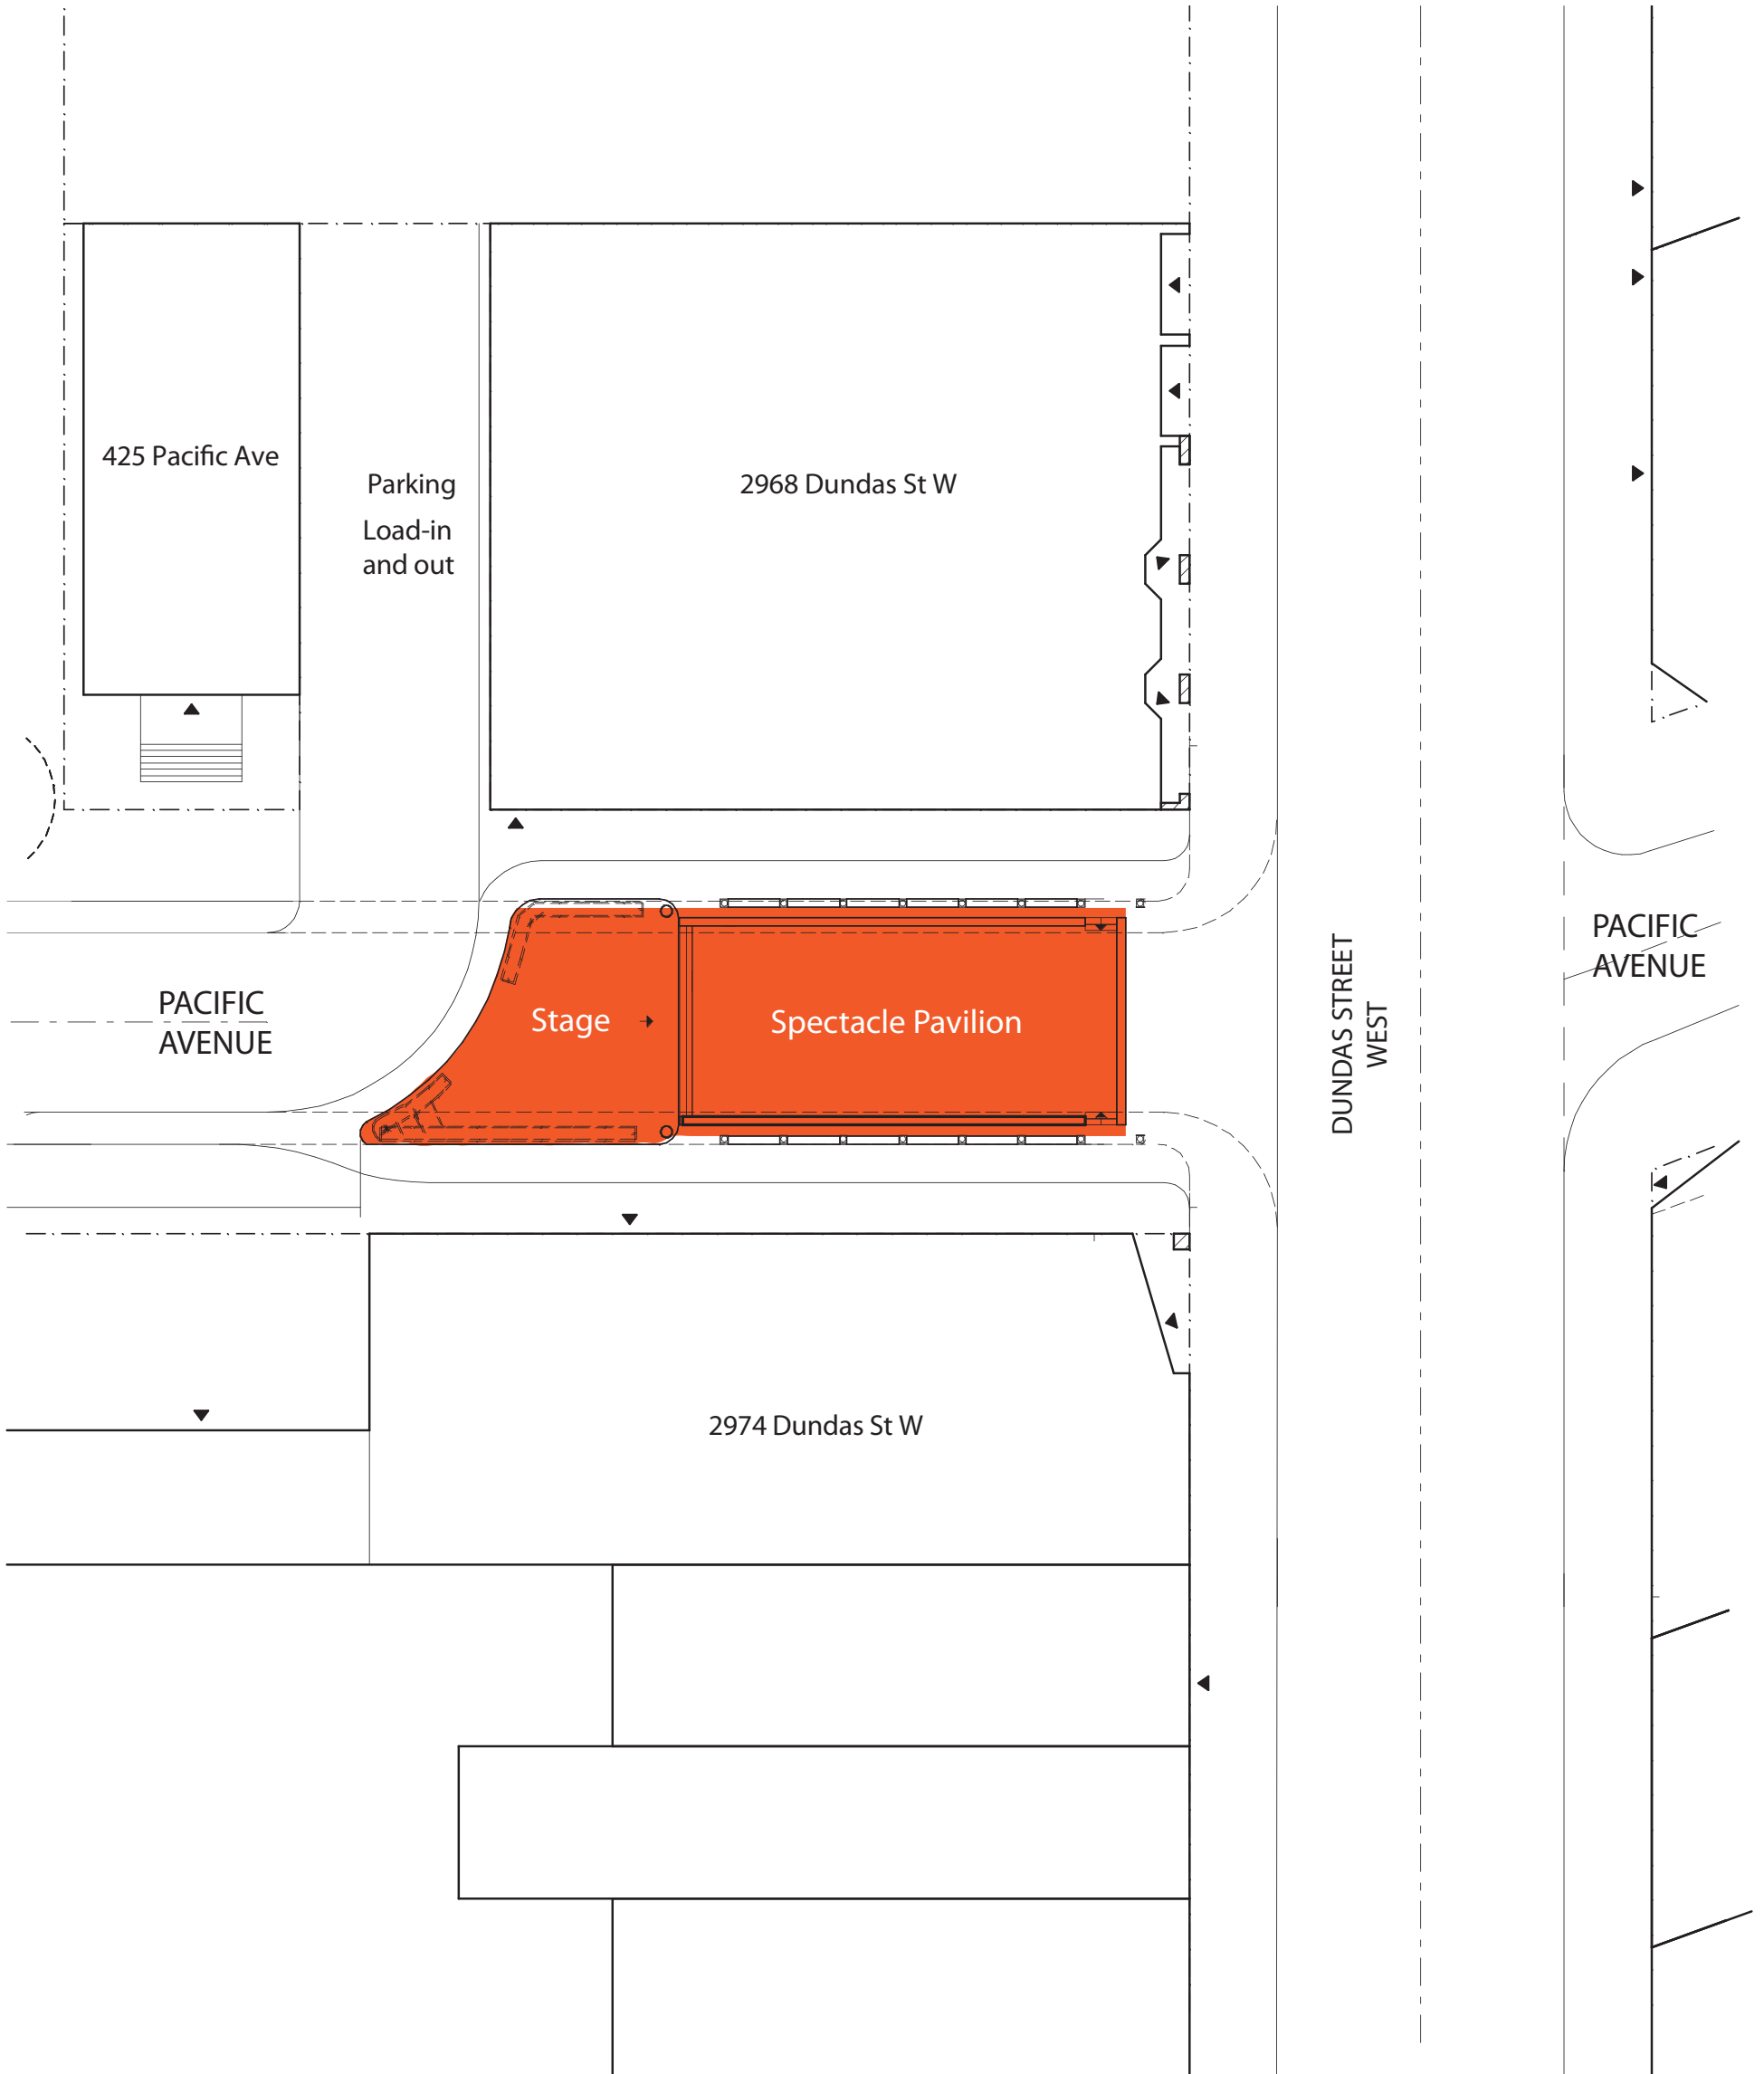 425 Pacific Ave
Parking
Load-in
and out
2968 Dundas St W
PACIFIC
AVENUE
Stage
Spectacle Pavilion
DUNDAS STREET
WEST
PACIFIC
AVENUE
2974 Dundas St W